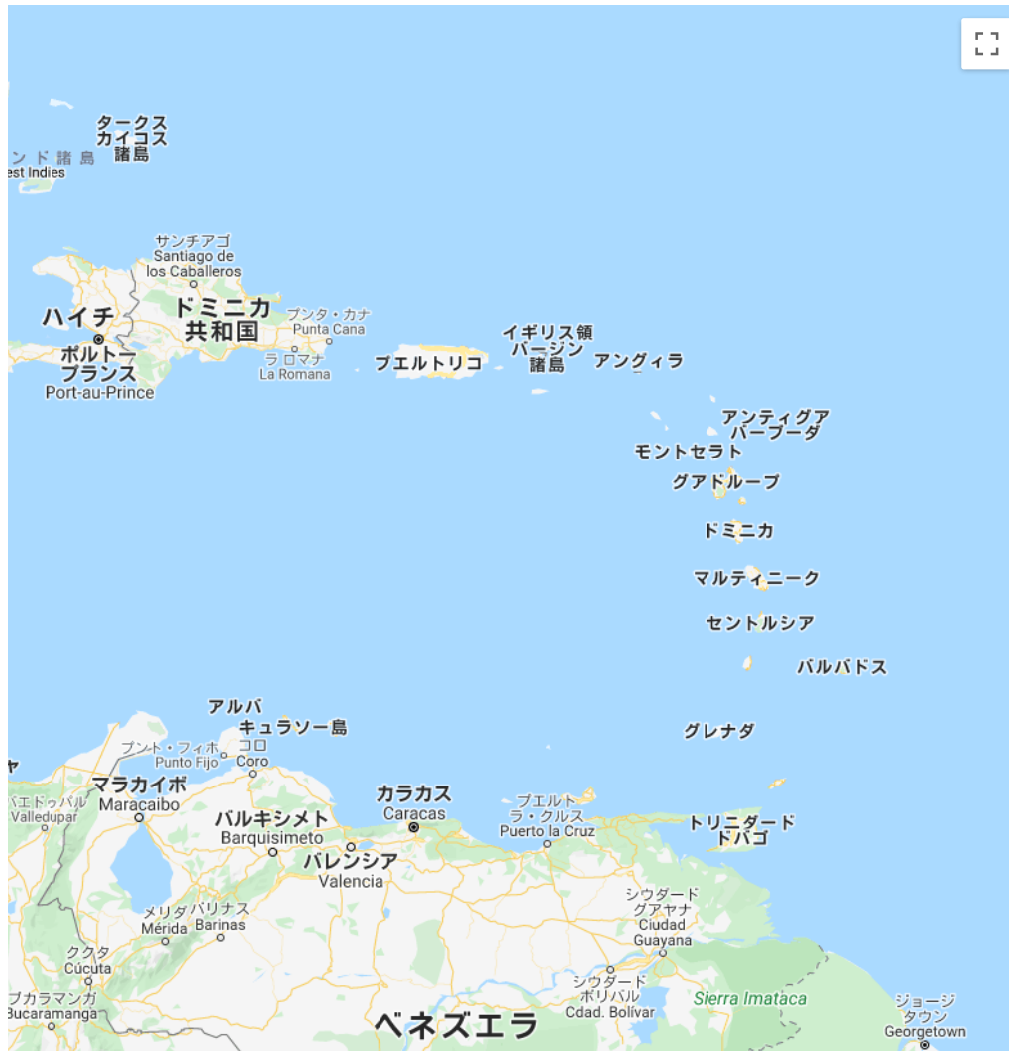 タークス
カイコス
諸島
ンド諸島
est Indies
サンチアゴ
Santiago de
los Caballeros
ハイチ
ドミニカ
共和国
プンタ・カナ
Punta Cana
ポルトー
プランス
Port-au-Prince
ラ ロマナ
La Romana
プエルトリコ
イギリス領
バージン
諸島
アングィラ
アンティグア
バーブーダ
モントセラト
グアドループ
ドミニカ
マルティニーク
セントルシア
バルバドス
グレナダ
アルバ
キュラソー島
プント・フィホ
Punto Fijo
コロ
Coro
ャ
マラカイボ
Maracaibo
バエドゥパル
Valledupar
バルキシメト
Barquisimeto
カラカス
Caracas
バレンシア
Valencia
プエルト
ラ・クルス
Puerto la Cruz
トリニダード
トバゴ
メリダ
Mérida
バリナス
Barinas
シウダード
グアヤナ
Ciudad
Guayana
ククタ
Cúcuta
ブカラマンガ
Bucaramanga
シウダード
ボリバル
Cdad. Bolívar
Sierra Imataca
ベネズエラ
ジョージ
タウン
Georgetown